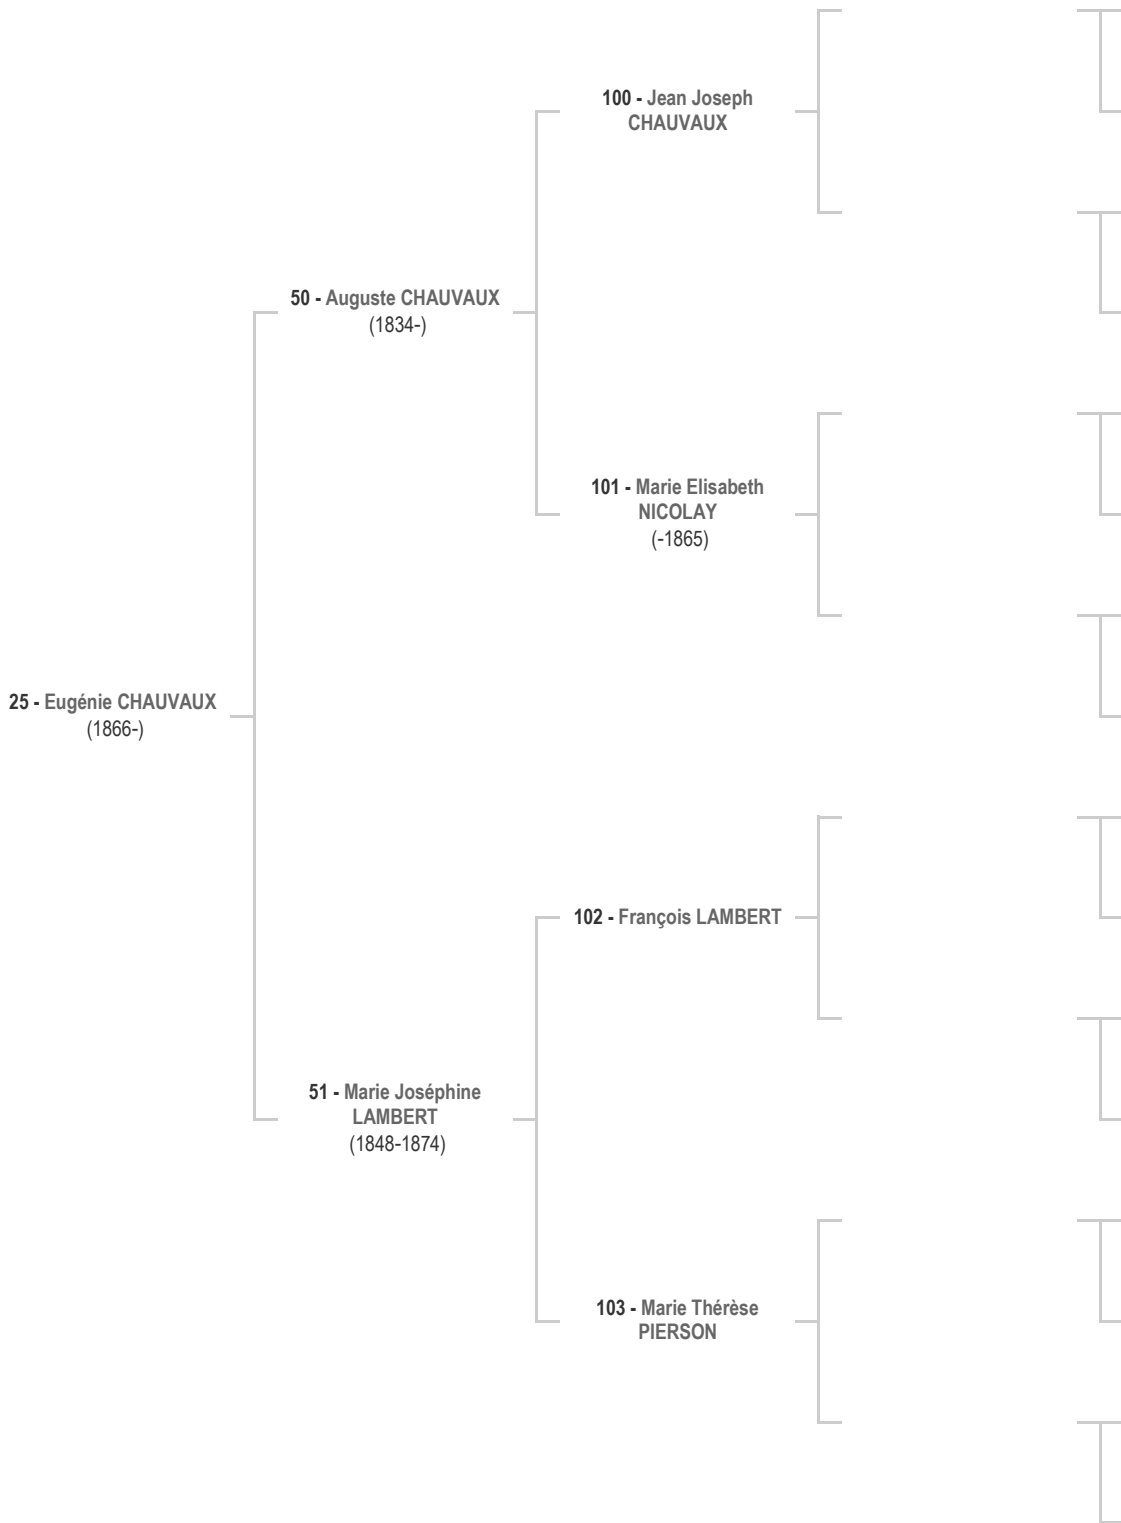 100 - Jean Joseph
CHAUVAUX
50 - Auguste CHAUVAUX
(1834-)
101 - Marie Elisabeth
NICOLAY
(-1865)
25 - Eugénie CHAUVAUX
(1866-)
102 - François LAMBERT
51 - Marie Joséphine
LAMBERT
(1848-1874)
103 - Marie Thérèse
PIERSON